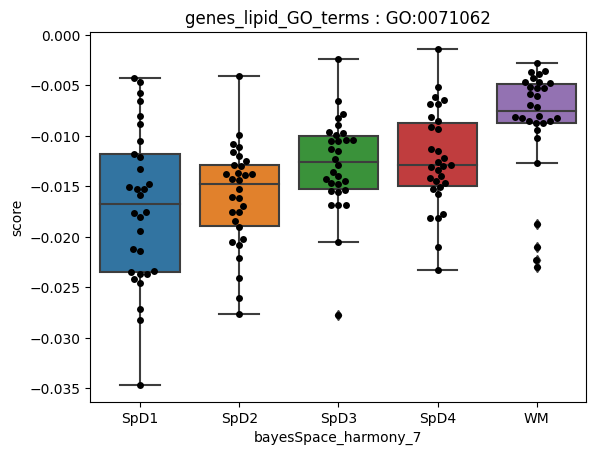 genes_lipid_GO_terms : GO:0071062
score
0.000
−0.005
−0.010
−0.015
−0.020
−0.025
−0.030
−0.035
SpD1 SpD2 SpD3 SpD4 WM
bayesSpace_harmony_7